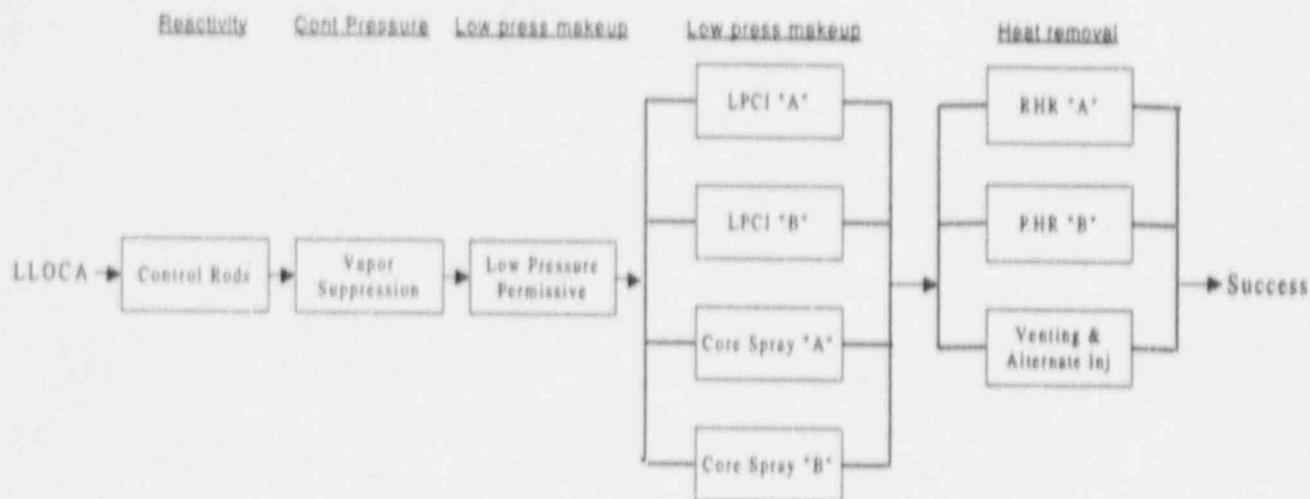 Reactivity
Cont Pressure
Low press makeup
Low press makeup
Heat removal
LPCI "A"
LPCI "B"
Core Spray "A"
Core Spray "B"
RHR "A"
RHR "B"
Venting &
Alternate Inj
LLOCA
Control Rods
Vapor
Suppression
Low Pressure
Permissive
Success